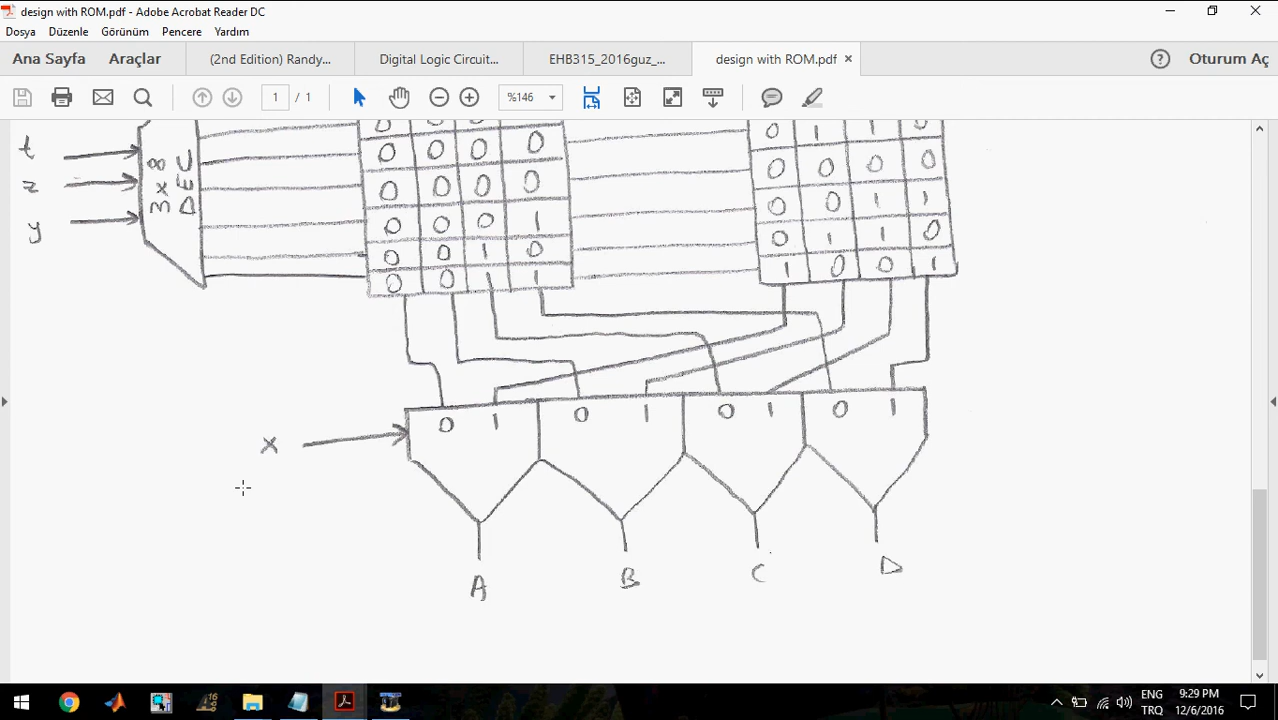 design with ROM.pdf - Adobe Acrobat Reader DC
Dosya Düzenle Görünüm Pencere Yardım
Ana Sayfa Araçlar (2nd Edition) Randy... Digital Logic Circuit... EHB315_2016guz_... design with ROM.pdf × ? Oturum Aç
1 / 1 %146
0 1 1 0
t 0 0 0 0 0 0 0 0
z 3x8 DEC 0 0 0 0 0 0 1 1
y 0 0 0 1 0 1 1 0
0 0 1 0 1 0 0 1
0 0 1 1
0 1 0 1 0 1 0 1
x
A B C D
ENG 9:29 PM
TRQ 12/6/2016